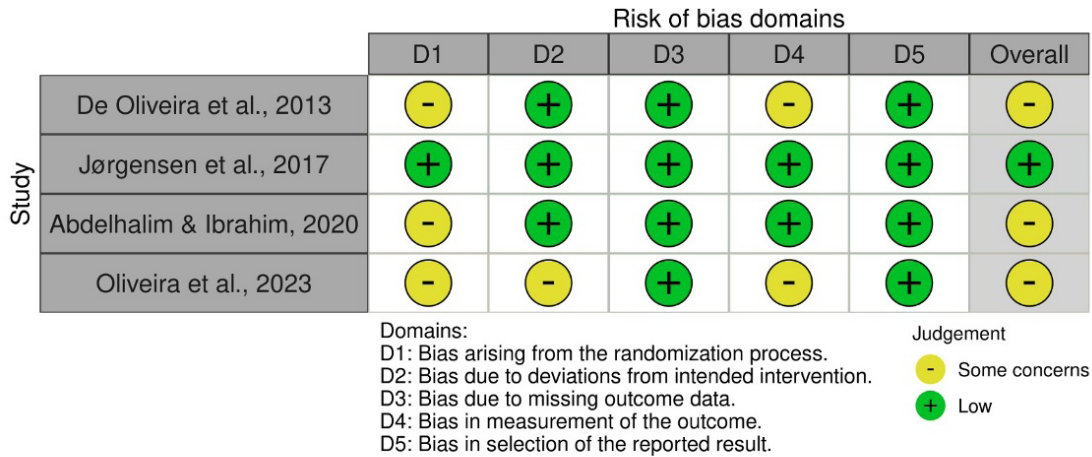 Risk of bias domains
D1 D2 D3 D4 D5 Overall
Study
De Oliveira et al., 2013 - + + - + -
Jørgensen et al., 2017 + + + + + +
Abdelhalim & Ibrahim, 2020 - + + + + -
Oliveira et al., 2023 - - + - + -
Domains:
D1: Bias arising from the randomization process.
D2: Bias due to deviations from intended intervention.
D3: Bias due to missing outcome data.
D4: Bias in measurement of the outcome.
D5: Bias in selection of the reported result.
Judgement
- Some concerns
+ Low